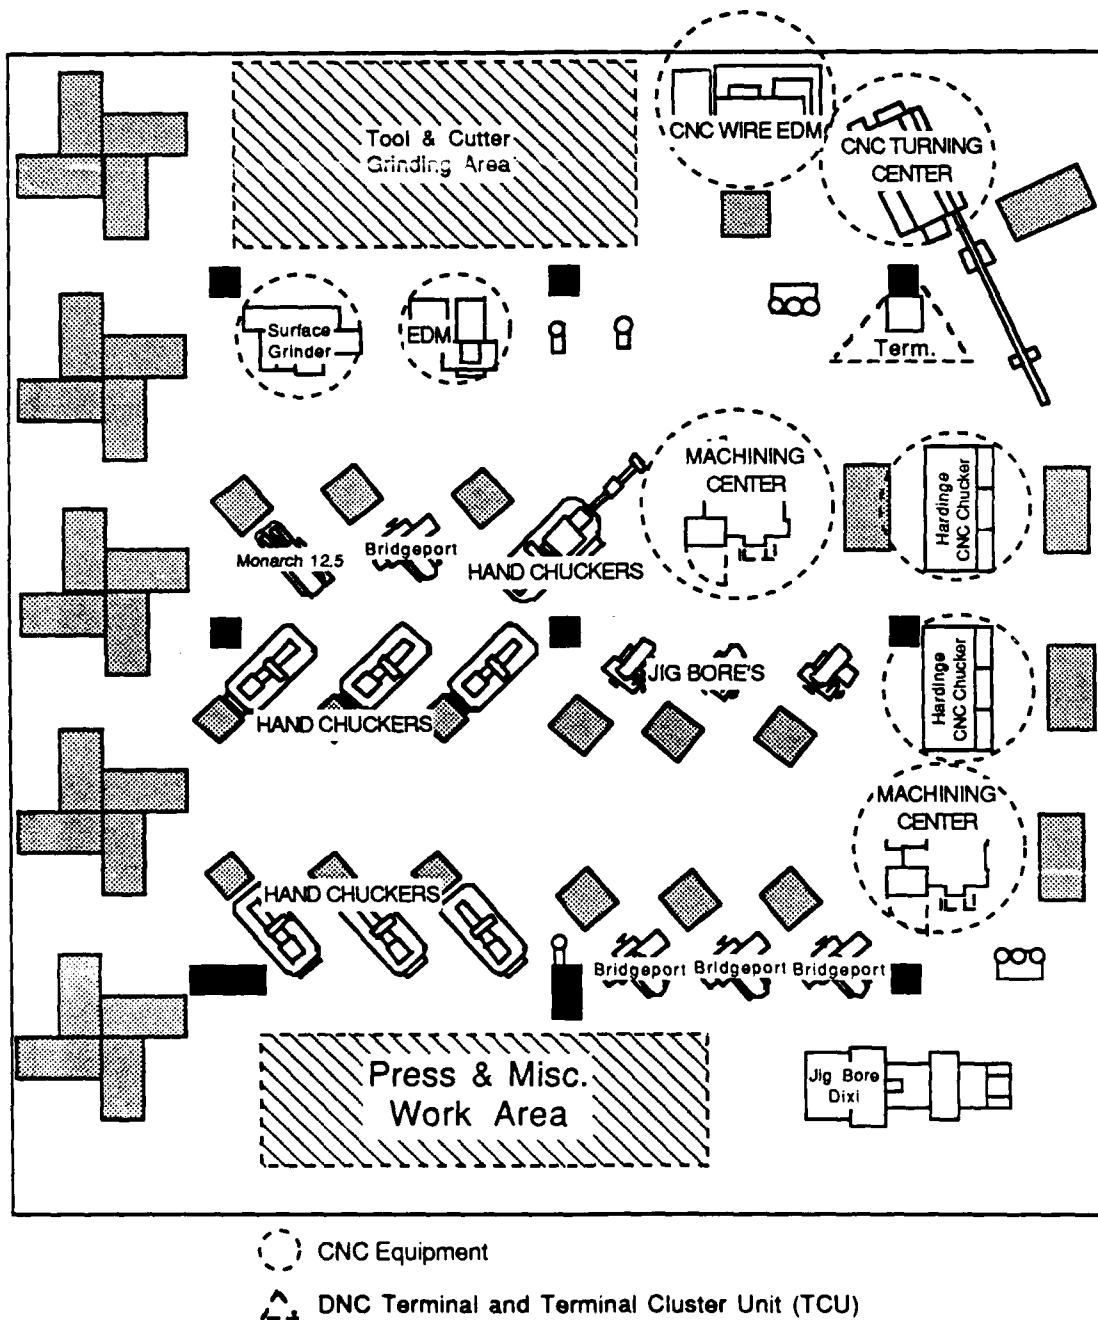 Tool & Cutter
Grinding Area
CNC WIRE EDM
CNC TURNING
CENTER
Surface
Grinder
EDM
Term.
MACHINING
CENTER
Hardinge
CNC Chucker
Monarch 12.5
Bridgeport
HAND CHUCKERS
HAND CHUCKERS
JIG BORE'S
Hardinge
CNC Chucker
MACHINING
CENTER
HAND CHUCKERS
Bridgeport
Bridgeport
Bridgeport
Press & Misc.
Work Area
Jig Bore
Dixi
CNC Equipment
DNC Terminal and Terminal Cluster Unit (TCU)